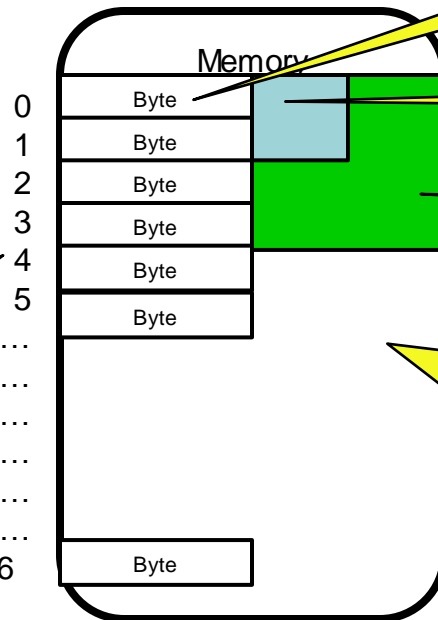 Memory
0 Byte
1 Byte
2 Byte
3 Byte
4 Byte
5 Byte
...
...
...
...
...
...
6 Byte